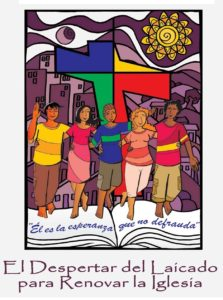 "Él es la esperanza que no defrauda"
El Despertar del Laicado
para Renovar la Iglesia